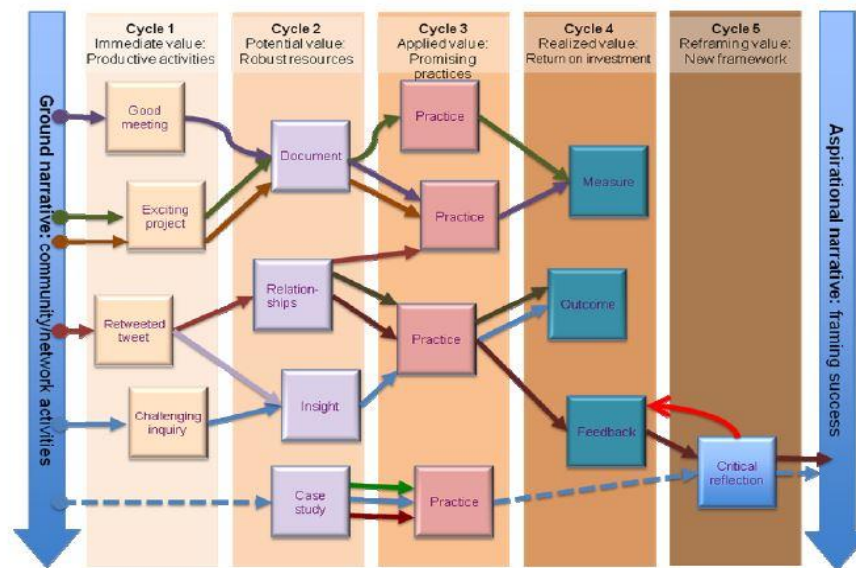 Cycle 1
Immediate value:
Productive activities
Cycle 2
Potential value:
Robust resources
Cycle 3
Applied value:
Promising
practices
Cycle 4
Realized value:
Return on investment
Cycle 5
Reframing value:
New framework
Ground narrative: community/network activities
Good
meeting
Exciting
project
Retweeted
tweet
Challenging
inquiry
Document
Relation-
ships
Insight
Case
study
Practice
Practice
Practice
Practice
Measure
Outcome
Feedback
Critical
reflection
Aspirational narrative: framing success